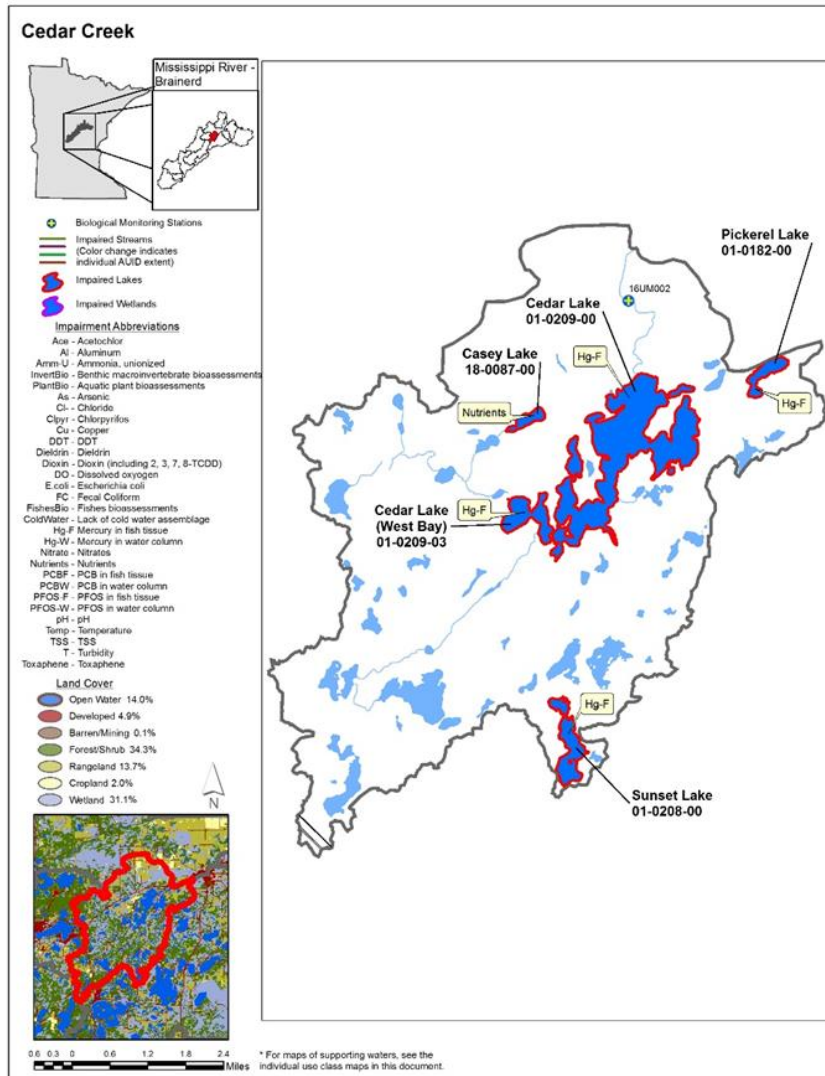 Cedar Creek
Mississippi River -
Brainerd
Biological Monitoring Stations
Impaired Streams
(Color change indicates
individual AUID extent)
Impaired Lakes
Impaired Wetlands
Impairment Abbreviations
Ace - Acetochlor
Al - Aluminum
Amm-U - Ammonia, unionized
InvertBio - Benthic macroinvertebrate bioassessments
PlantBio - Aquatic plant bioassessments
As - Arsenic
Cl- - Chloride
Clpyr - Chlorpyrifos
Cu - Copper
DDT - DDT
Dieldrin - Dieldrin
Dioxin - Dioxin (including 2, 3, 7, 8-TCDD)
DO - Dissolved oxygen
E.coli - Escherichia coli
FC - Fecal Coliform
FishesBio - Fishes bioassessments
ColdWater - Lack of cold water assemblage
Hg-F - Mercury in fish tissue
Hg-W - Mercury in water column
Nitrate - Nitrates
Nutrients - Nutrients
PCBF - PCB in fish tissue
PCBW - PCB in water column
PFOS-F - PFOS in fish tissue
PFOS-W - PFOS in water column
pH - pH
Temp - Temperature
TSS - TSS
T - Turbidity
Toxaphene - Toxaphene
Land Cover
Open Water 14.0%
Developed 4.9%
Barren/Mining 0.1%
Forest/Shrub 34.3%
Rangeland 13.7%
Cropland 2.0%
Wetland 31.1%
N
0.6 0.3 0 0.6 1.2 1.8 2.4
Miles
Pickerel Lake
01-0182-00
16UM002
Cedar Lake
01-0209-00
Hg-F
Casey Lake
18-0087-00
Nutrients
Hg-F
Hg-F
Cedar Lake
(West Bay)
01-0209-03
Hg-F
Sunset Lake
01-0208-00
* For maps of supporting waters, see the
individual use class maps in this document.